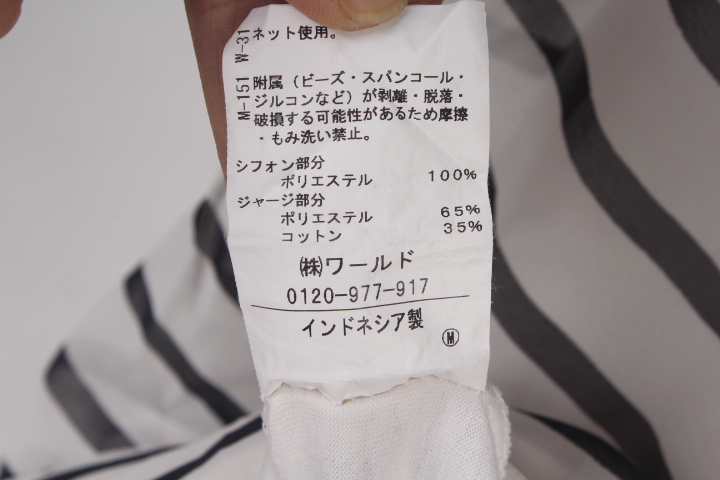 W-31 ネット使用。
M-151 附属（ビーズ・スパンコール・
ジルコンなど）が剥離・脱落・
破損する可能性があるため摩擦
・もみ洗い禁止。
シフォン部分
ポリエステル 100%
ジャージ部分
ポリエステル 65%
コットン 35%
㈱ワールド
0120-977-917
インドネシア製
Ⓜ